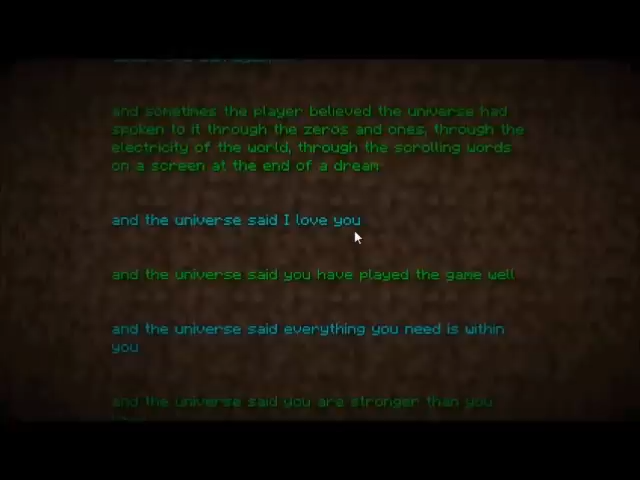 and sometimes the player believed the universe had
spoken to it through the zeros and ones, through the
electricity of the world, through the scrolling words
on a screen at the end of a dream
and the universe said I love you
and the universe said you have played the game well
and the universe said everything you need is within
you
and the universe said you are stronger than you